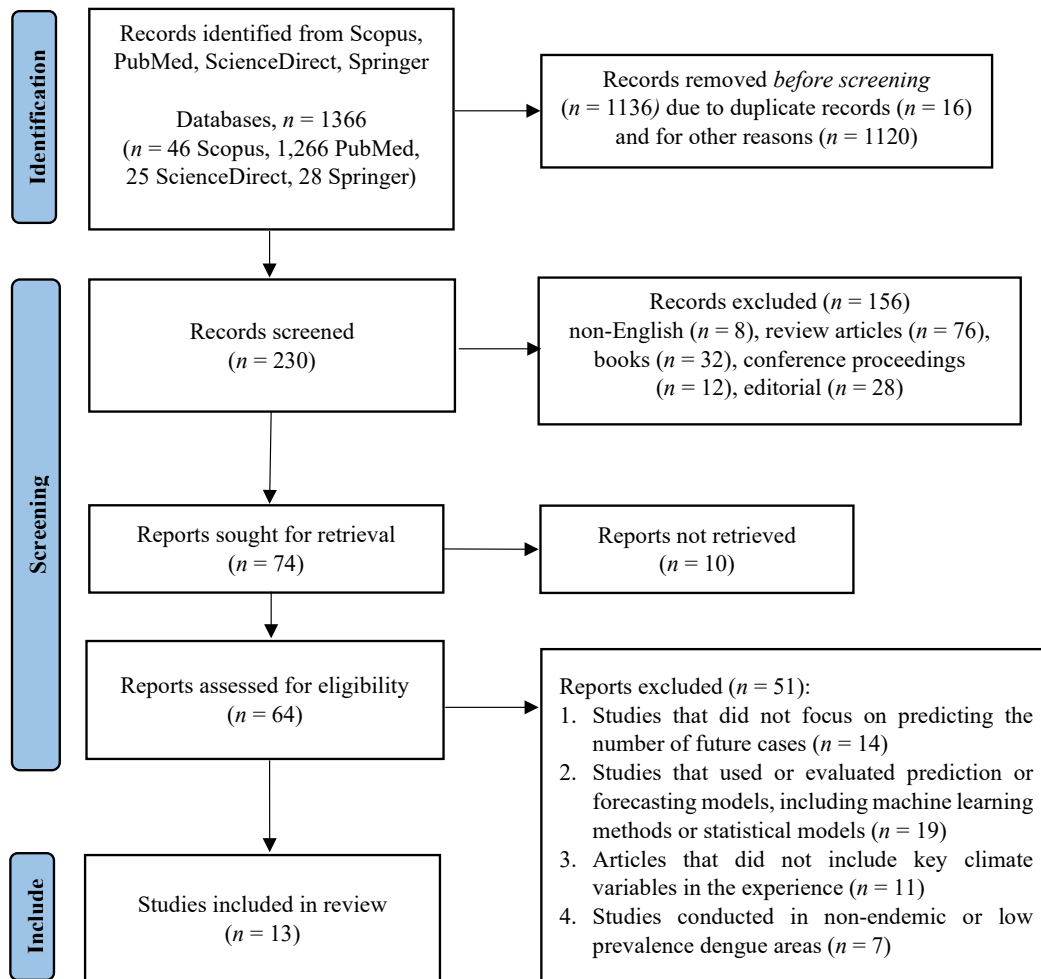 Identification
Records identified from Scopus,
PubMed, ScienceDirect, Springer
Databases, n = 1366
(n = 46 Scopus, 1,266 PubMed,
25 ScienceDirect, 28 Springer)
Records removed before screening
(n = 1136) due to duplicate records (n = 16)
and for other reasons (n = 1120)
Screening
Records screened
(n = 230)
Records excluded (n = 156)
non-English (n = 8), review articles (n = 76),
books (n = 32), conference proceedings
(n = 12), editorial (n = 28)
Reports sought for retrieval
(n = 74)
Reports not retrieved
(n = 10)
Reports assessed for eligibility
(n = 64)
Reports excluded (n = 51):
1. Studies that did not focus on predicting the
number of future cases (n = 14)
2. Studies that used or evaluated prediction or
forecasting models, including machine learning
methods or statistical models (n = 19)
3. Articles that did not include key climate
variables in the experience (n = 11)
4. Studies conducted in non-endemic or low
prevalence dengue areas (n = 7)
Include
Studies included in review
(n = 13)